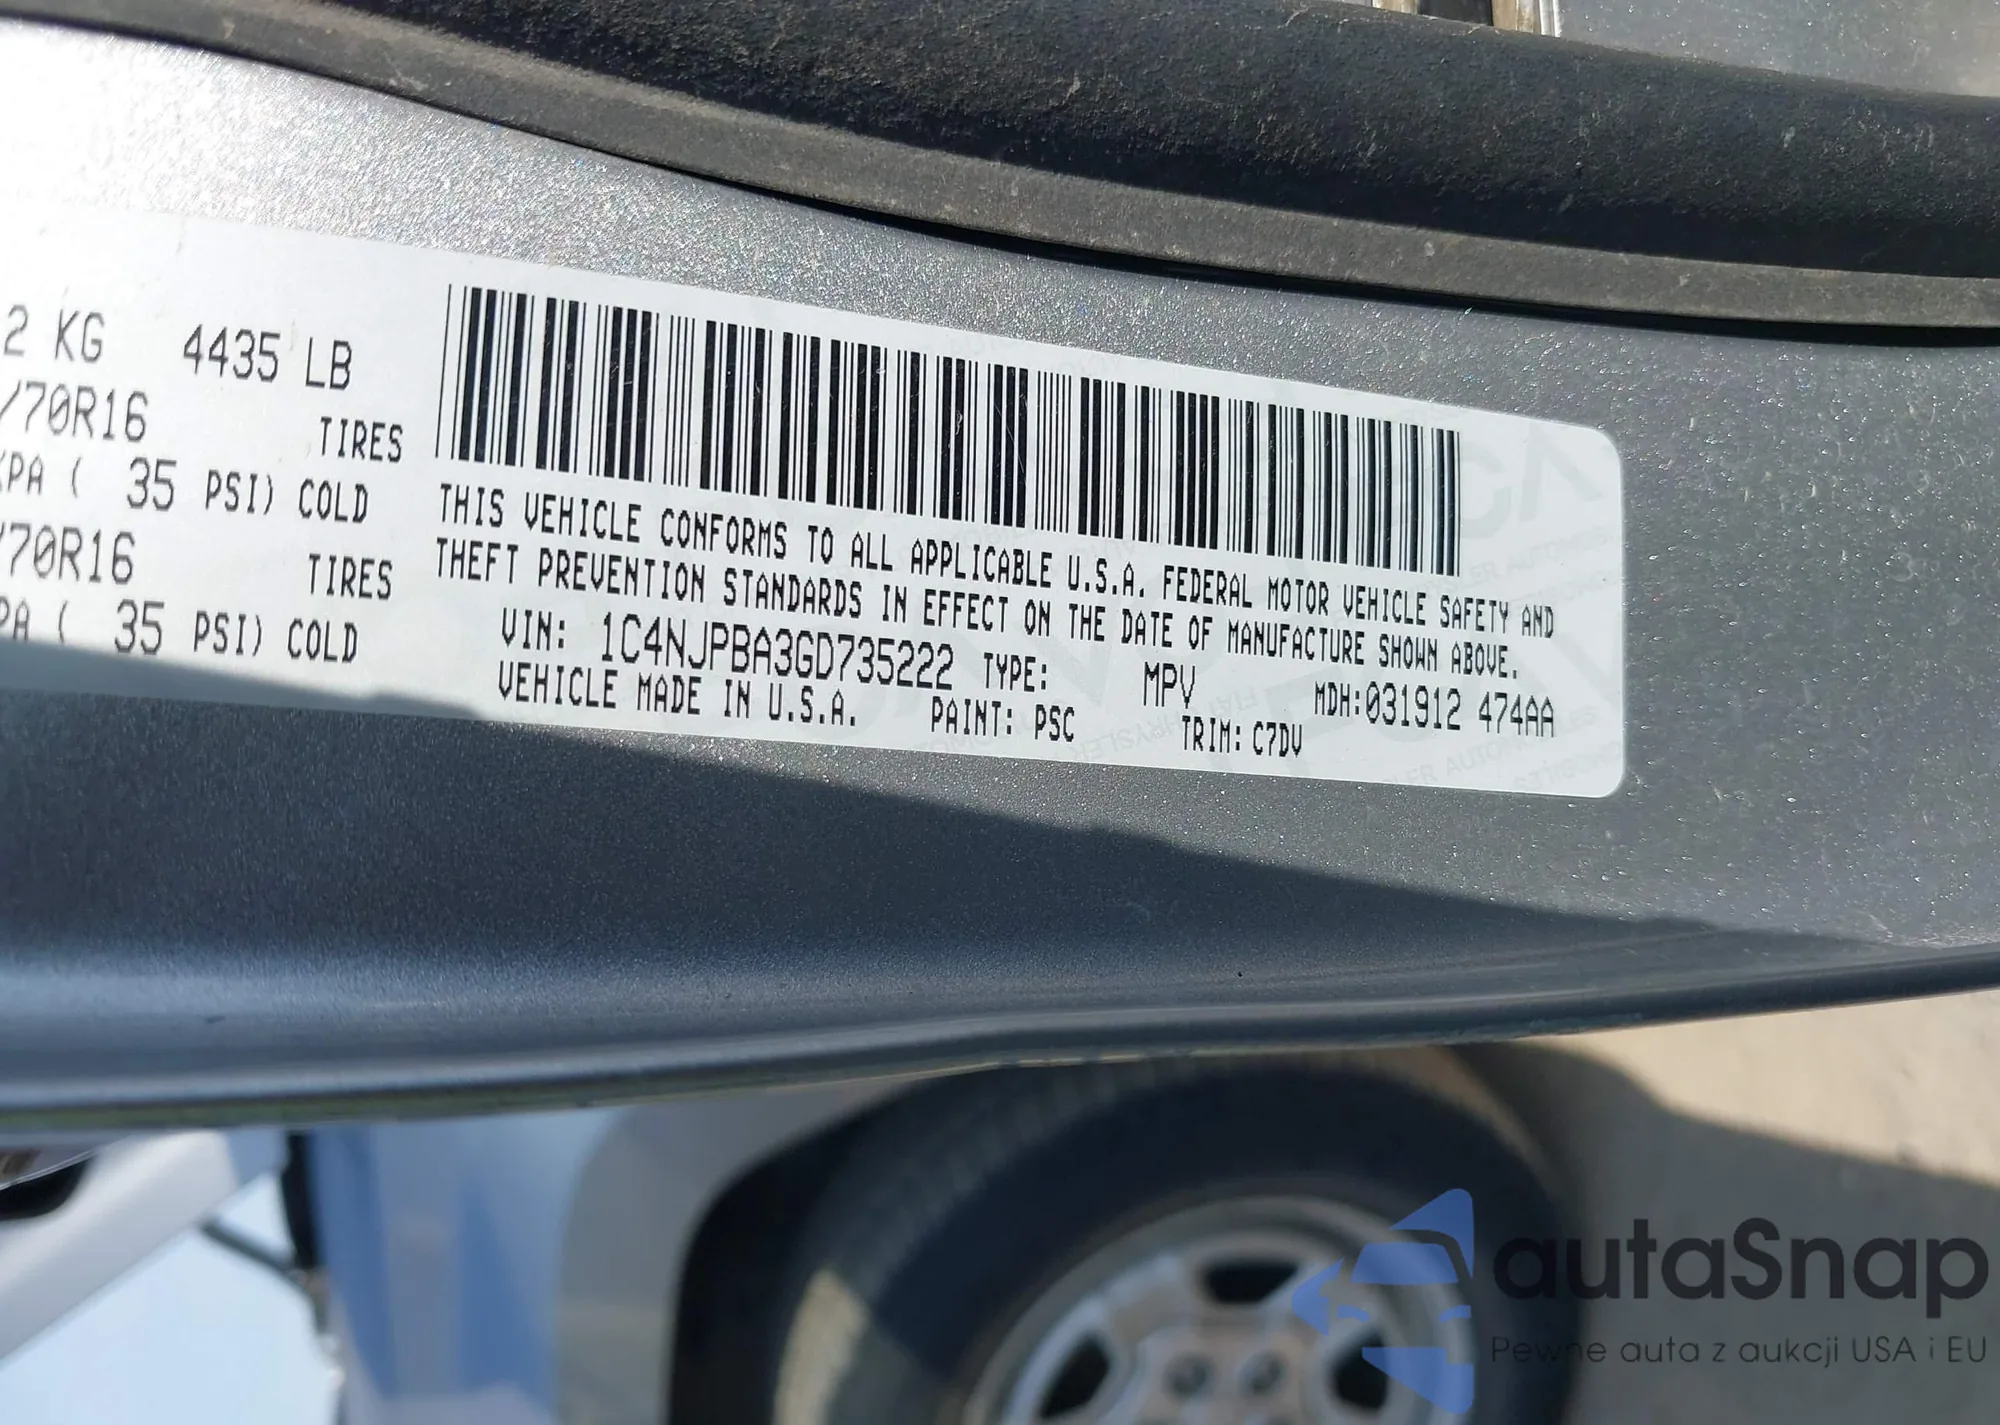 2 KG 4435 LB
/70R16 TIRES
KPA ( 35 PSI) COLD
/70R16 TIRES
PA ( 35 PSI) COLD
THIS VEHICLE CONFORMS TO ALL APPLICABLE U.S.A. FEDERAL MOTOR VEHICLE SAFETY AND
THEFT PREVENTION STANDARDS IN EFFECT ON THE DATE OF MANUFACTURE SHOWN ABOVE.
VIN: 1C4NJPBA3GD735222 TYPE: MPV MDH:031912 474AA
VEHICLE MADE IN U.S.A. PAINT: PSC TRIM: C7DV
autaSnap
Pewne auta z aukcji USA i EU